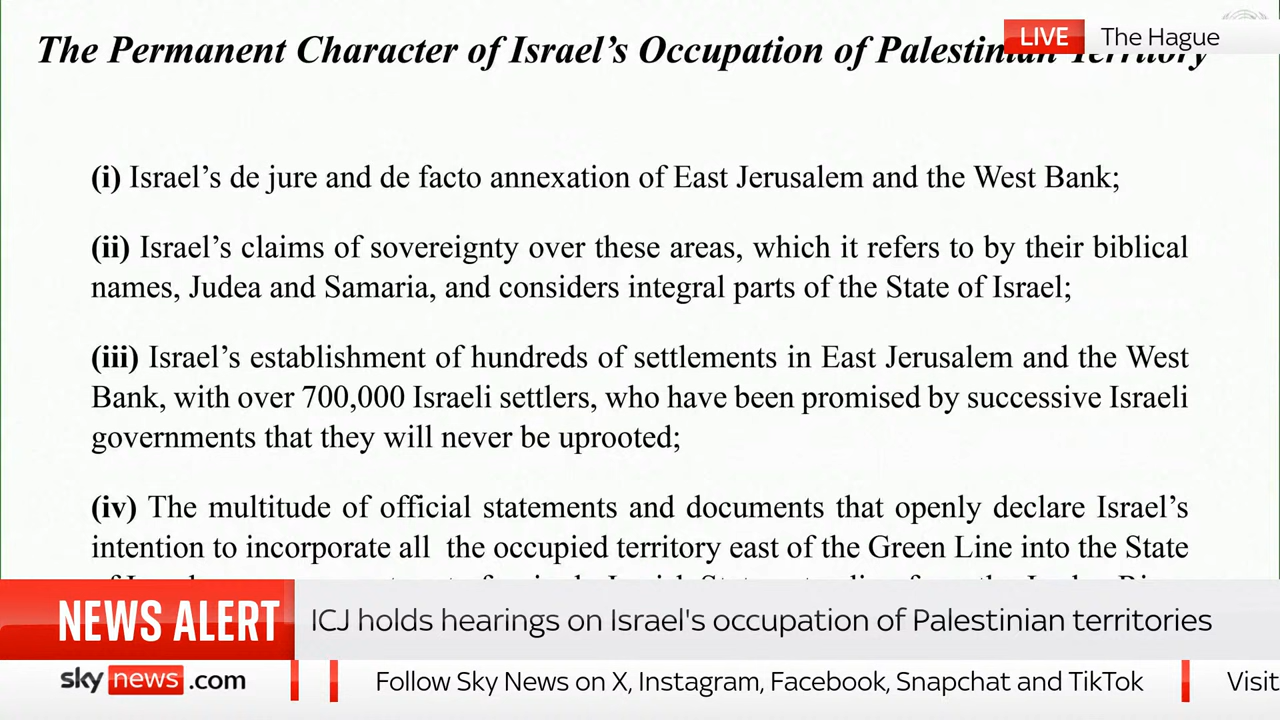 The Permanent Character of Israel's Occupation of Palestinian Territory
LIVE The Hague
(i) Israel's de jure and de facto annexation of East Jerusalem and the West Bank;
(ii) Israel's claims of sovereignty over these areas, which it refers to by their biblical
names, Judea and Samaria, and considers integral parts of the State of Israel;
(iii) Israel's establishment of hundreds of settlements in East Jerusalem and the West
Bank, with over 700,000 Israeli settlers, who have been promised by successive Israeli
governments that they will never be uprooted;
(iv) The multitude of official statements and documents that openly declare Israel's
intention to incorporate all the occupied territory east of the Green Line into the State
NEWS ALERT ICJ holds hearings on Israel's occupation of Palestinian territories
sky news .com Follow Sky News on X, Instagram, Facebook, Snapchat and TikTok Visit